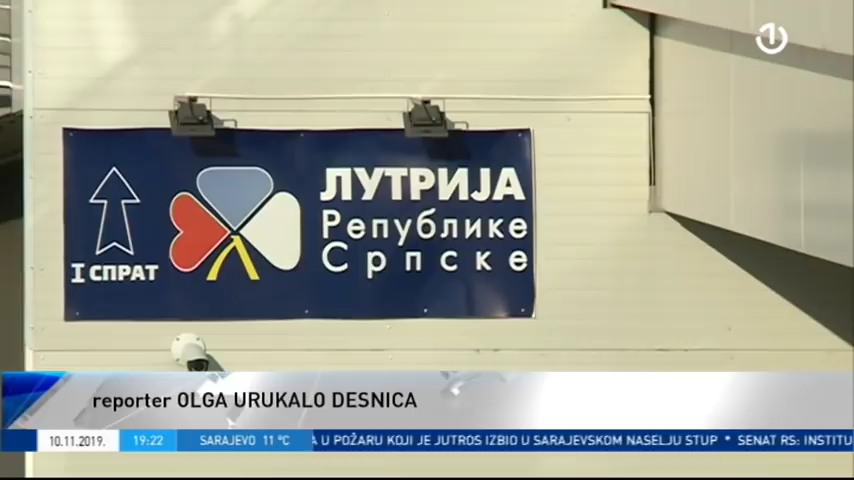 ЛУТРИЈА
Републике
Српске
I СПРАТ
reporter OLGA URUKALO DESNICA
10.11.2019. 19:22 SARAJEVO 11 °C A U POŽARU KOJI JE JUTROS IZBIO U SARAJEVSKOM NASELJU STUP * SENAT RS: INSTITU